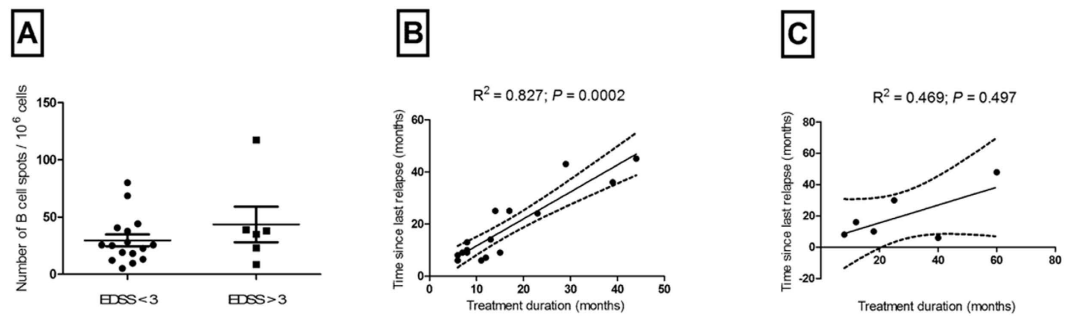 A
Number of B cell spots / 10⁶ cells
150
100
50
0
EDSS<3
EDSS>3
B
R² = 0.827; P = 0.0002
Time since last relapse (months)
60
40
20
0
0 10 20 30 40 50
Treatment duration (months)
C
R² = 0.469; P = 0.497
Time since last relapse (months)
80
60
40
20
0
-20
20 40 60 80
Treatment duration (months)